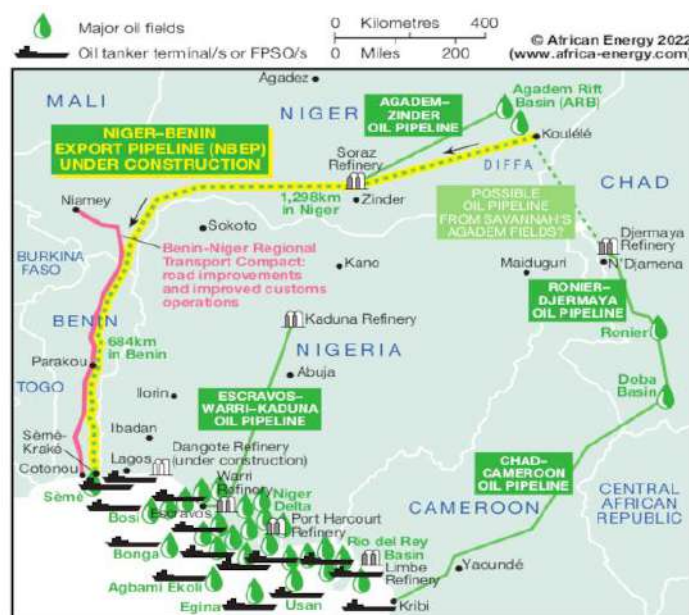 Major oil fields
Oil tanker terminal/s or FPSO/s
0 Kilometres 400
0 Miles 200
© African Energy 2022
(www.africa-energy.com)
MALI
Agadez
NIGER
AGADEM–
ZINDER
OIL PIPELINE
Agadem Rift
Basin (ARB)
NIGER–BENIN
EXPORT PIPELINE (NBEP)
UNDER CONSTRUCTION
Koulélé
Soraz
Refinery
DIFFA
CHAD
Niamey
1,298km
in Niger
Zinder
POSSIBLE
OIL PIPELINE
FROM SAVANNAH'S
AGADEM FIELDS?
Sokoto
Djermaya
Refinery
BURKINA
FASO
Benin-Niger Regional
Transport Compact:
road improvements
and improved customs
operations
Kano
Maiduguri
N'Djamena
RONIER–
DJERMAYA
OIL PIPELINE
BENIN
Kaduna Refinery
684km
in Benin
NIGERIA
Ronier
Parakou
Abuja
TOGO
Ilorin
ESCRAVOS–
WARRI–KADUNA
OIL PIPELINE
Doba
Basin
Ibadan
Sèmè-
Kraké
Dangote Refinery
(under construction)
Cotonou
Lagos
CHAD–
CAMEROON
OIL PIPELINE
Warri
Refinery
Sèmè
Niger
Delta
CENTRAL
AFRICAN
REPUBLIC
Bosi
Escravos
CAMEROON
Port Harcourt
Refinery
Bonga
Rio del Rey
Basin
Limbe
Refinery
Yaoundé
Agbami Ekoli
Egina
Usan
Kribi